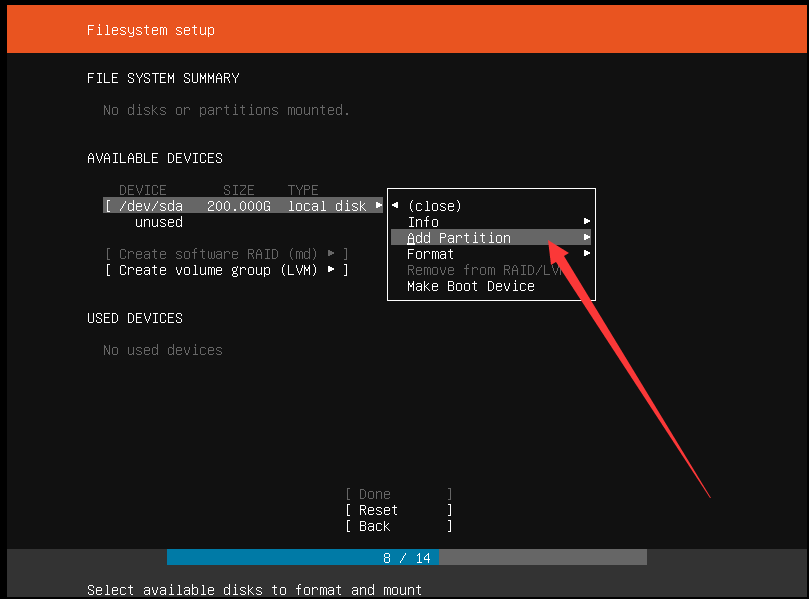 Filesystem setup
FILE SYSTEM SUMMARY
No disks or partitions mounted.
AVAILABLE DEVICES
DEVICE SIZE TYPE
[ /dev/sda 200.000G local disk ▸
unused
[ Create software RAID (md) ▸ ]
[ Create volume group (LVM) ▸ ]
◂ (close)
Info ▸
Add Partition ▸
Format ▸
Remove from RAID/LVM
Make Boot Device
USED DEVICES
No used devices
[ Done ]
[ Reset ]
[ Back ]
8 / 14
Select available disks to format and mount